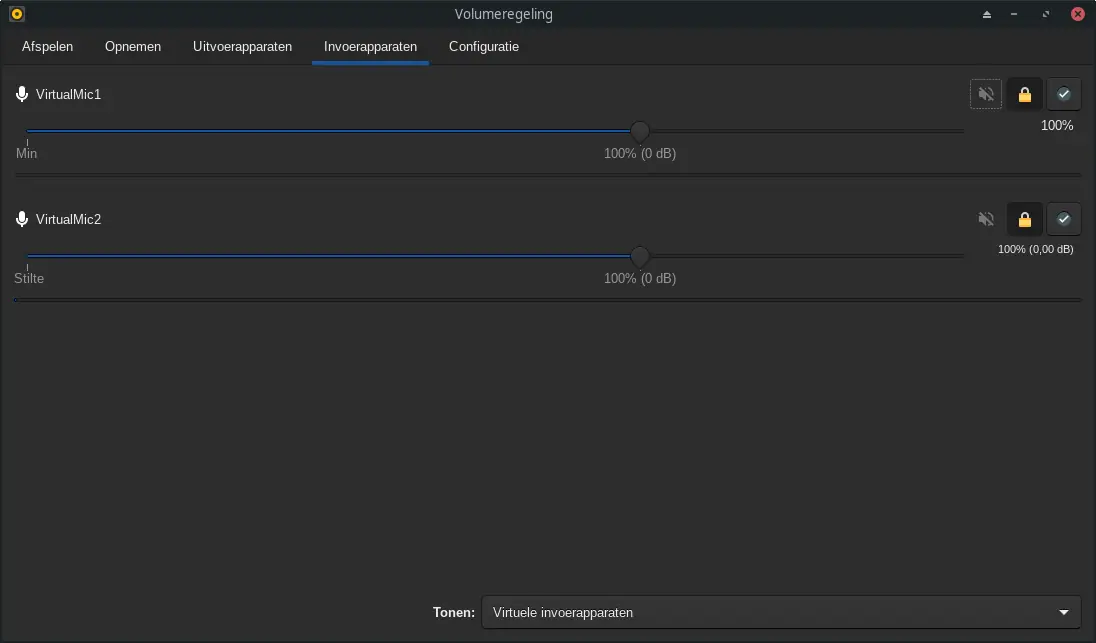 Volumeregeling
Afspelen Opnemen Uitvoerapparaten Invoerapparaten Configuratie
VirtualMic1
100%
Min 100% (0 dB)
VirtualMic2
100% (0,00 dB)
Stilte 100% (0 dB)
Tonen: Virtuele invoerapparaten